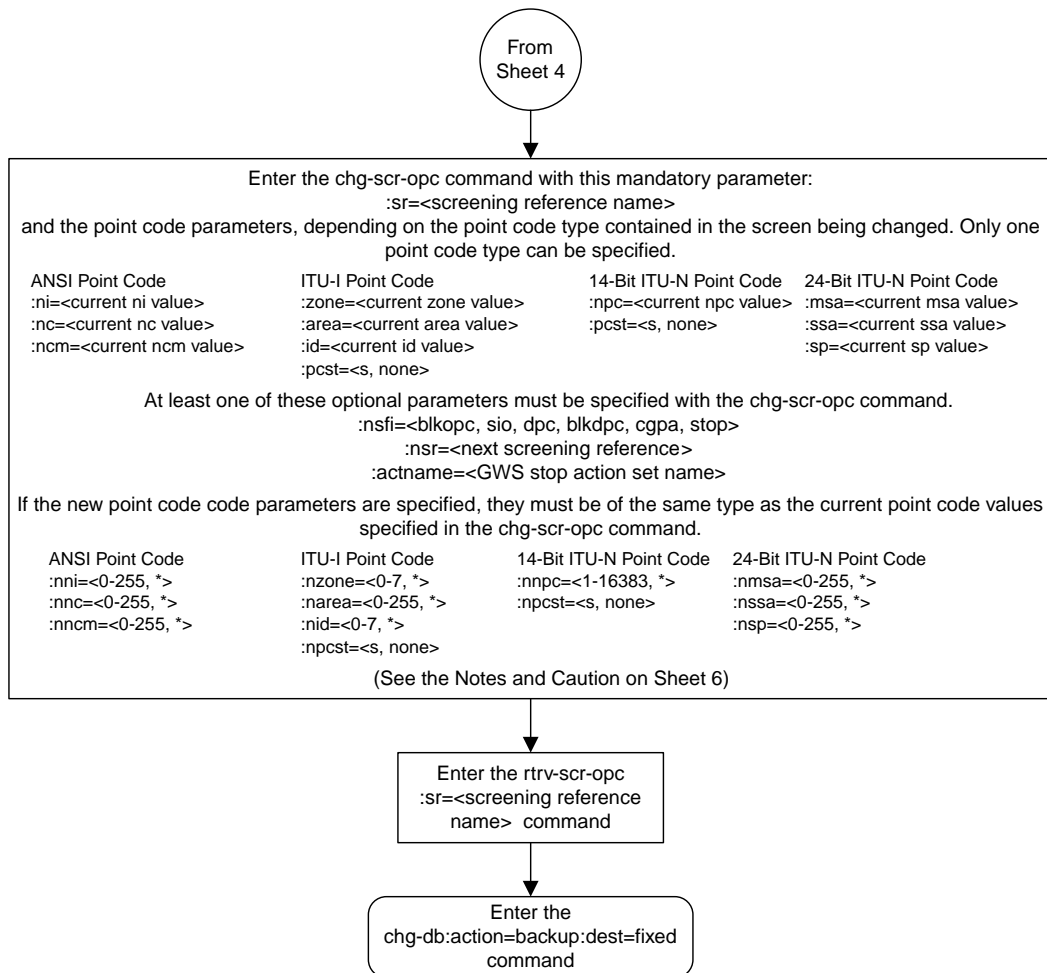 From
Sheet 4
Enter the chg-scr-opc command with this mandatory parameter:
:sr=<screening reference name>
and the point code parameters, depending on the point code type contained in the screen being changed. Only one
point code type can be specified.
ANSI Point Code
:ni=<current ni value>
:nc=<current nc value>
:ncm=<current ncm value>
ITU-I Point Code
:zone=<current zone value>
:area=<current area value>
:id=<current id value>
:pcst=<s, none>
14-Bit ITU-N Point Code
:npc=<current npc value>
:pcst=<s, none>
24-Bit ITU-N Point Code
:msa=<current msa value>
:ssa=<current ssa value>
:sp=<current sp value>
At least one of these optional parameters must be specified with the chg-scr-opc command.
:nsfi=<blkopc, sio, dpc, blkdpc, cgpa, stop>
:nsr=<next screening reference>
:actname=<GWS stop action set name>
If the new point code code parameters are specified, they must be of the same type as the current point code values
specified in the chg-scr-opc command.
ANSI Point Code
:nni=<0-255, *>
:nnc=<0-255, *>
:nncm=<0-255, *>
ITU-I Point Code
:nzone=<0-7, *>
:narea=<0-255, *>
:nid=<0-7, *>
:npcst=<s, none>
14-Bit ITU-N Point Code
:nnpc=<1-16383, *>
:npcst=<s, none>
24-Bit ITU-N Point Code
:nmsa=<0-255, *>
:nssa=<0-255, *>
:nsp=<0-255, *>
(See the Notes and Caution on Sheet 6)
Enter the rtrv-scr-opc
:sr=<screening reference
name> command
Enter the
chg-db:action=backup:dest=fixed
command